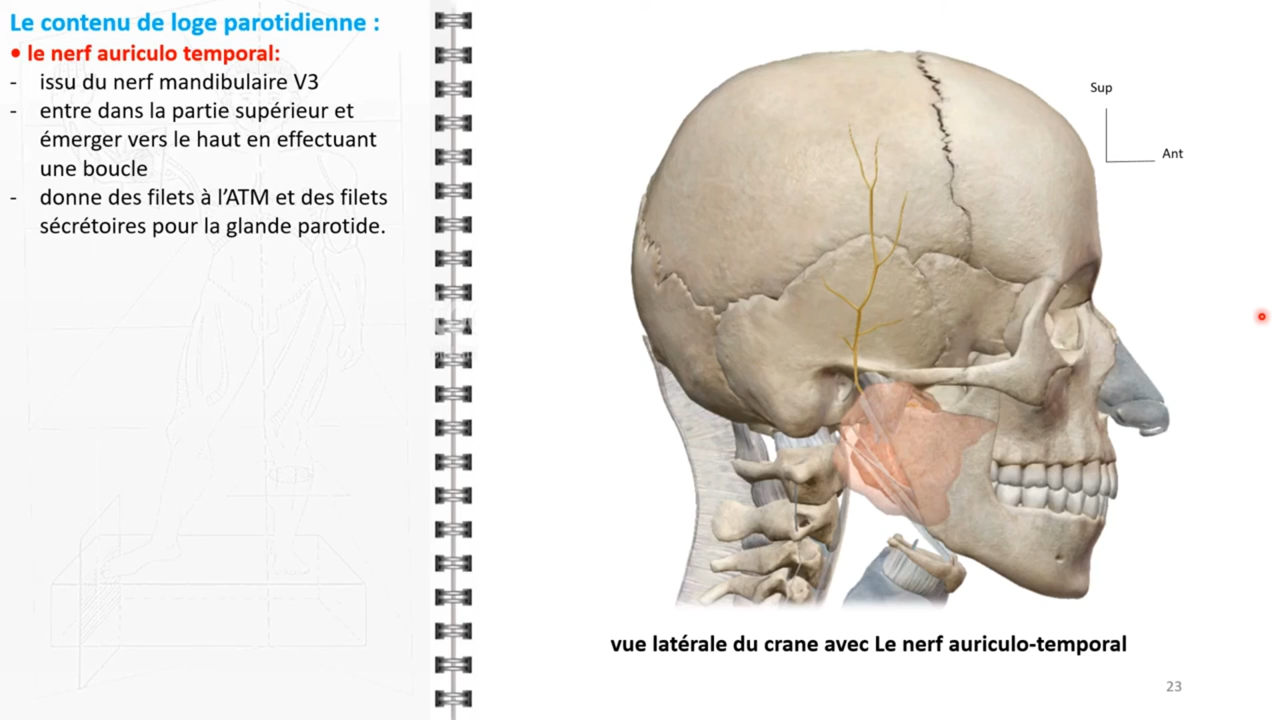 Le contenu de loge parotidienne :
• le nerf auriculo temporal:
- issu du nerf mandibulaire V3
- entre dans la partie supérieur et
émerger vers le haut en effectuant
une boucle
- donne des filets à l’ATM et des filets
sécrétoires pour la glande parotide.
Sup
Ant
vue latérale du crane avec Le nerf auriculo-temporal
23